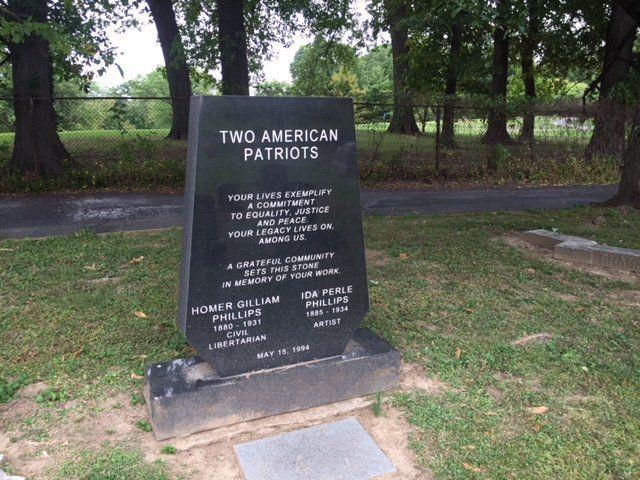 TWO AMERICAN
PATRIOTS
YOUR LIVES EXEMPLIFY
A COMMITMENT
TO EQUALITY, JUSTICE
AND PEACE.
YOUR LEGACY LIVES ON,
AMONG US.
A GRATEFUL COMMUNITY
SETS THIS STONE
IN MEMORY OF YOUR WORK.
HOMER GILLIAM
PHILLIPS
1880 - 1931
CIVIL
LIBERTARIAN
IDA PERLE
PHILLIPS
1885 - 1934
ARTIST
MAY 15, 1994